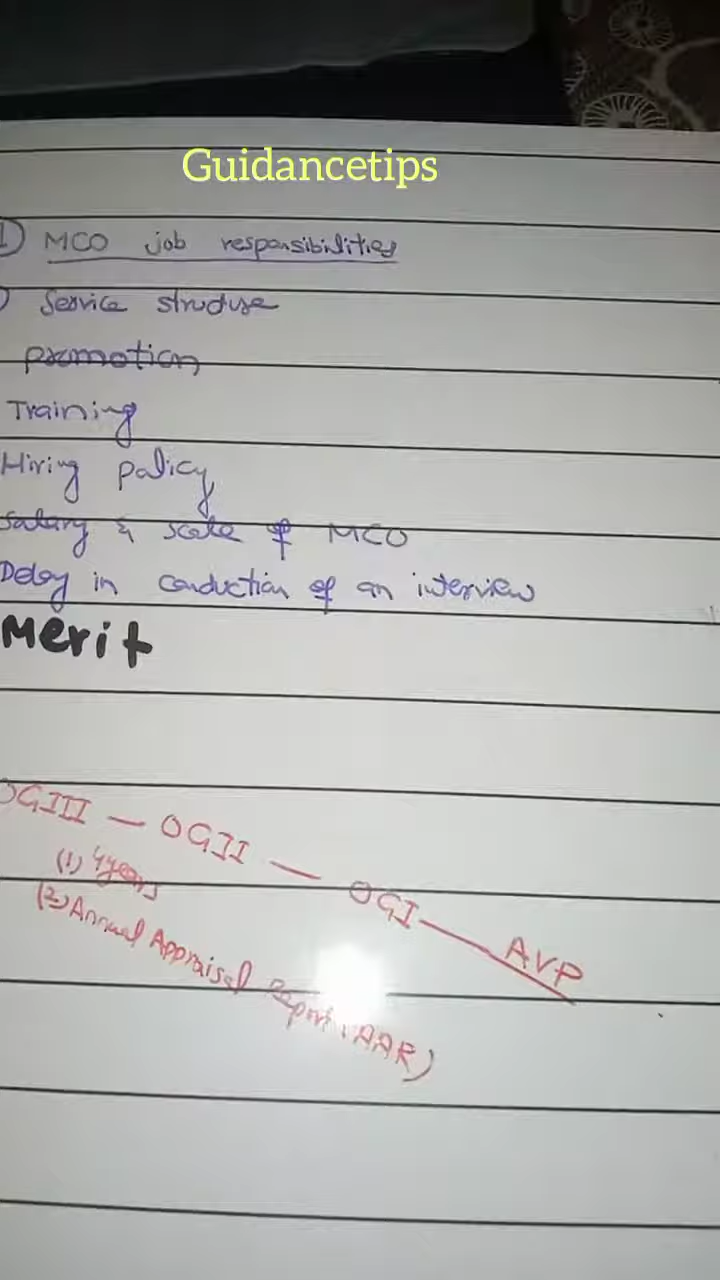 Guidancetips
1) MCO job responsibilities
) Service structure
promotion
Training
Hiring policy
Salary & scale of MCO
Delay in conduction of an interview
Merit
OGIII — OGII — OGI — AVP
(1) 4years
(2) Annual Appraisal Report (AAR)